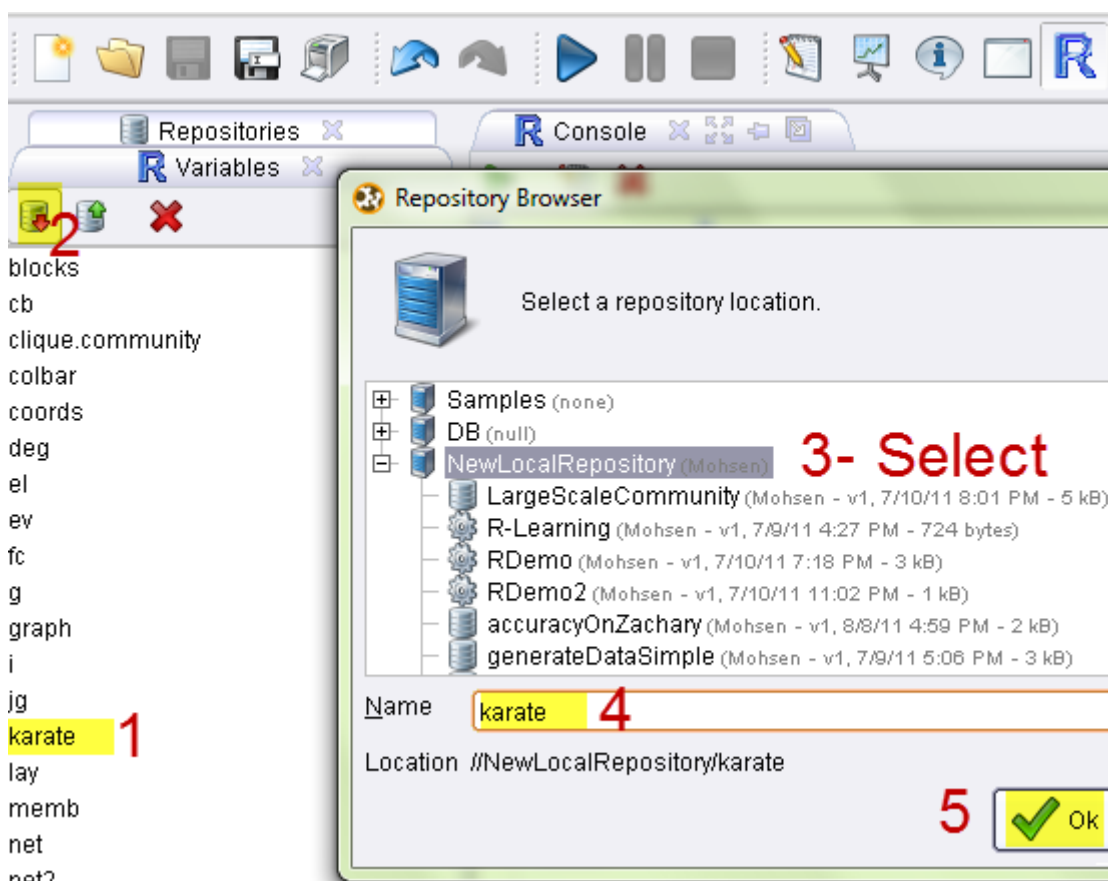 Repositories
R Console
R Variables
2
blocks
cb
clique.community
colbar
coords
deg
el
ev
fc
g
graph
i
jg
karate 1
lay
memb
net
net2
Repository Browser
Select a repository location.
Samples (none)
DB (null)
NewLocalRepository (Mohsen) 3- Select
LargeScaleCommunity (Mohsen - v1, 7/10/11 8:01 PM - 5 kB)
R-Learning (Mohsen - v1, 7/9/11 4:27 PM - 724 bytes)
RDemo (Mohsen - v1, 7/10/11 7:18 PM - 3 kB)
RDemo2 (Mohsen - v1, 7/10/11 11:02 PM - 1 kB)
accuracyOnZachary (Mohsen - v1, 8/8/11 4:59 PM - 2 kB)
generateDataSimple (Mohsen - v1, 7/9/11 5:06 PM - 3 kB)
Name karate 4
Location //NewLocalRepository/karate
5 Ok